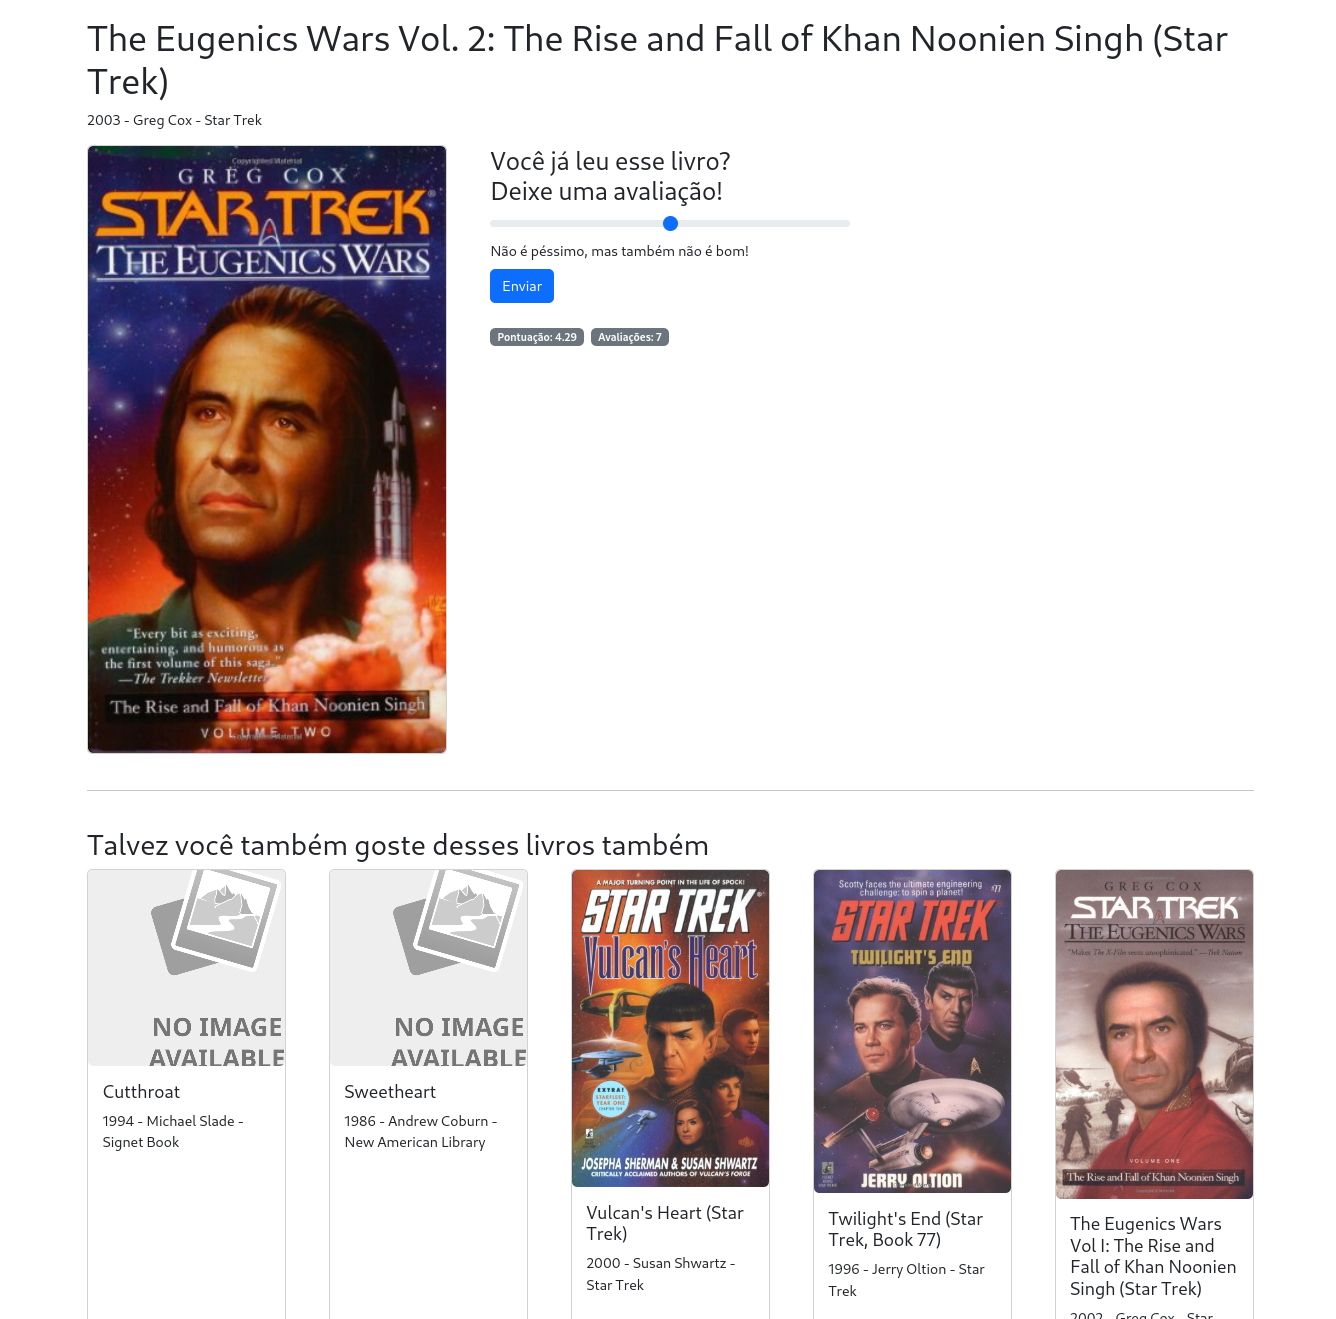 The Eugenics Wars Vol. 2: The Rise and Fall of Khan Noonien Singh (Star
Trek)
2003 - Greg Cox - Star Trek
Copyrighted Material
GREG COX
STAR TREK®
THE EUGENICS WARS
"Every bit as exciting,
entertaining, and humorous as
the first volume of this saga."
—The Trekker Newsletter
The Rise and Fall of Khan Noonien Singh
VOLUME TWO
Você já leu esse livro?
Deixe uma avaliação!
Não é péssimo, mas também não é bom!
Enviar
Pontuação: 4.29 Avaliações: 7
Talvez você também goste desses livros também
NO IMAGE
AVAILABLE
Cutthroat
1994 - Michael Slade -
Signet Book
NO IMAGE
AVAILABLE
Sweetheart
1986 - Andrew Coburn -
New American Library
A MAJOR TURNING POINT IN THE LIFE OF SPOCK!
STAR TREK®
Vulcan's Heart
EXTRA!
STARFLEET:
YEAR ONE
JOSEPHA SHERMAN & SUSAN SHWARTZ
CRITICALLY ACCLAIMED AUTHORS OF VULCAN'S FORGE
Vulcan's Heart (Star
Trek)
2000 - Susan Shwartz -
Star Trek
Scotty faces the ultimate engineering
challenge: to spin a planet!
#77
STAR TREK
TWILIGHT'S END
JERRY OLTION
Twilight's End (Star
Trek, Book 77)
1996 - Jerry Oltion - Star
Trek
GREG COX
STAR TREK
THE EUGENICS WARS
"Makes The X-Files seem unsophisticated." —Trek Nation
VOLUME ONE
The Rise and Fall of Khan Noonien Singh
The Eugenics Wars
Vol I: The Rise and
Fall of Khan Noonien
Singh (Star Trek)
2002 - Greg Cox - Star